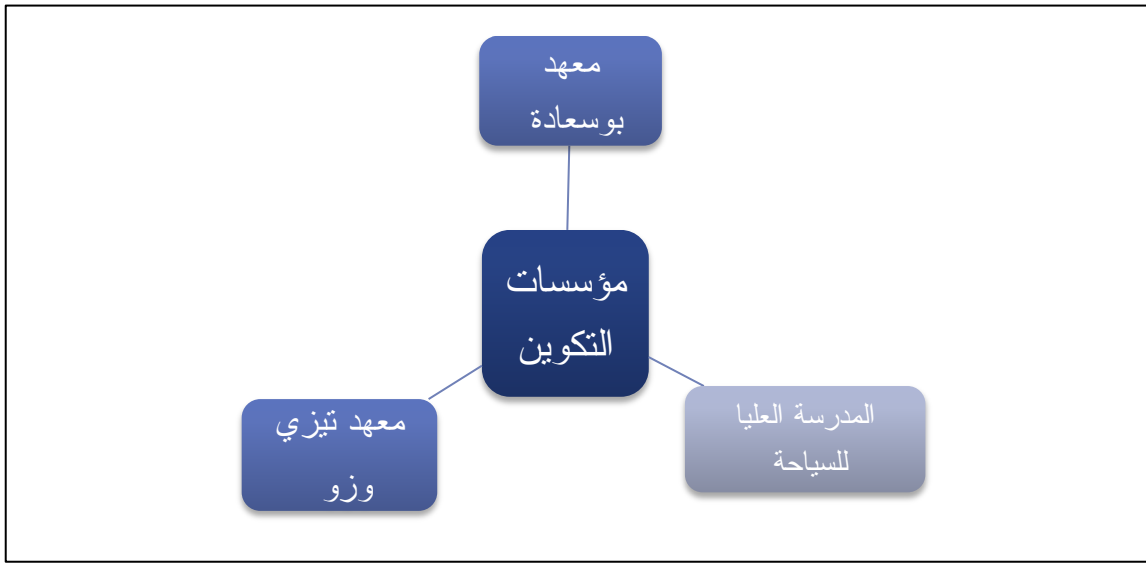 معهد
بوسعادة
مؤسسات
التكوين
المدرسة العليا
للسياحة
معهد تيزي
وزو